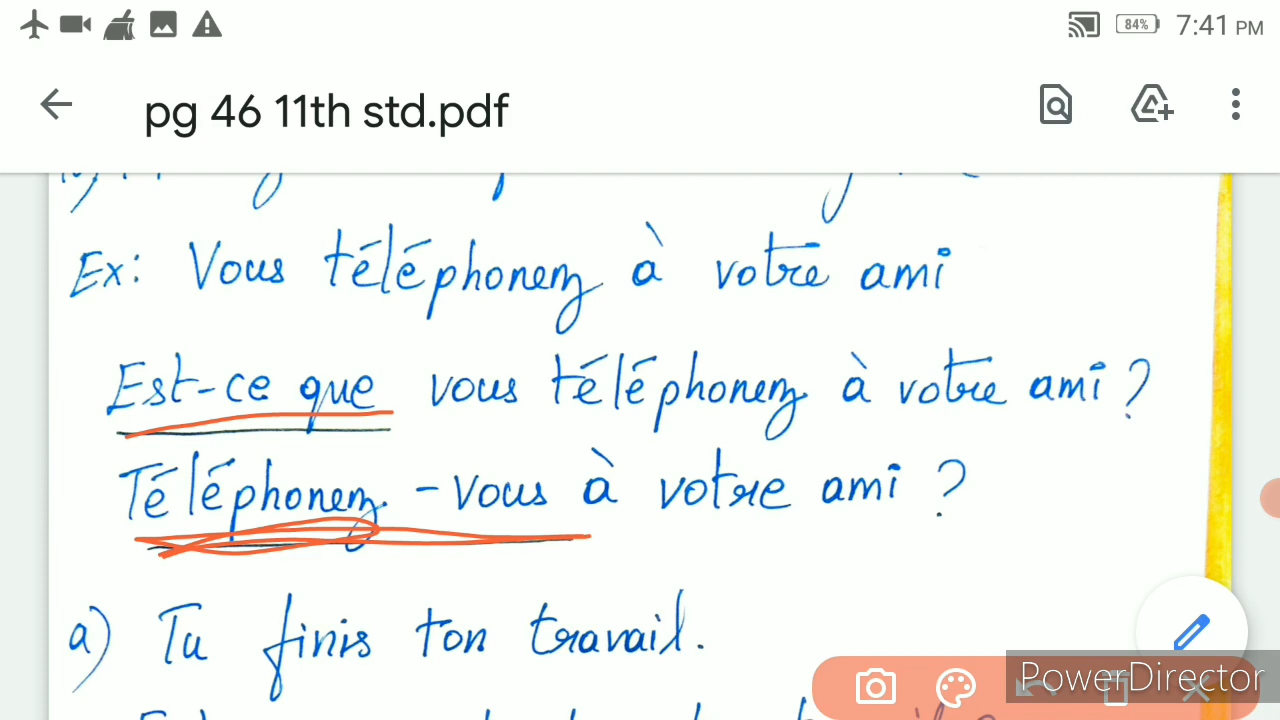 84% 7:41 PM
pg 46 11th std.pdf
Ex: Vous téléphonez à votre ami
Est-ce que vous téléphonez à votre ami ?
Téléphonez-vous à votre ami ?
a) Tu finis ton travail.
PowerDirector